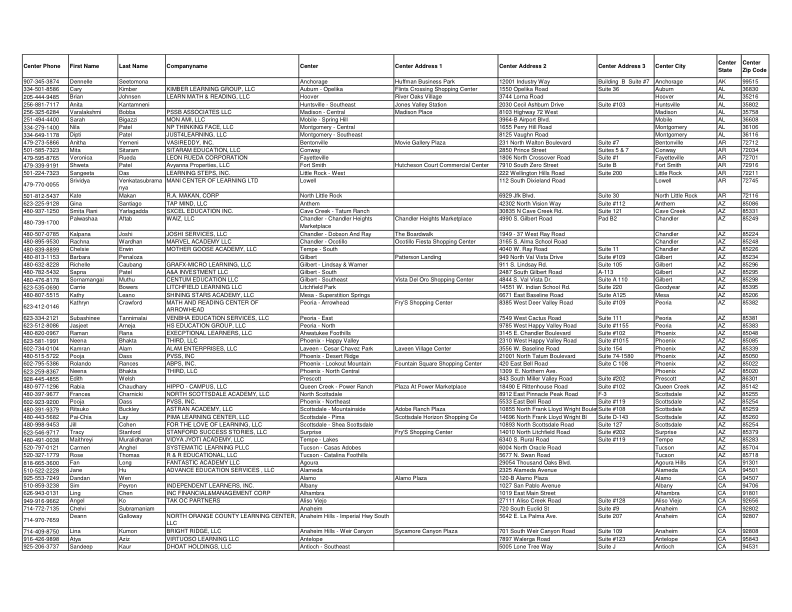 Center Phone First Name Last Name Companyname Center Center Address 1 Center Address 2 Center Address 3 Center City Center State Center Zip Code
907-345-3874 Dennelle Seetomona Anchorage Huffman Business Park 12001 Industry Way Building B Suite #7 Anchorage AK 99515
334-501-8586 Cary Kimber KIMBER LEARNING GROUP, LLC Auburn - Opelika Flints Crossing Shopping Center 1550 Opelika Road Suite 36 Auburn AL 36830
205-444-9485 Brian Johnson LEARN MATH & READING, LLC Hoover River Oaks Village 3744 Lorna Road Hoover AL 35216
256-881-7117 Anita Kantamneni Huntsville - Southeast Jones Valley Station 2030 Cecil Ashburn Drive Suite #103 Huntsville AL 35802
256-325-6284 Varalakshmi Bobba PSSB ASSOCIATES LLC Madison - Central Madison Place 8103 Highway 72 West Madison AL 35758
251-494-4400 Sarah Bigay MON AMI, LLC Mobile - Spring Hill 3964 B Airport Blvd. Mobile AL 36608
334-279-1400 Nila Patel NP THINKING FACE, LLC Montgomery - Central 1655 Perry Hill Road Montgomery AL 36106
334-649-1178 Dipti Patel JUST4LEARNING, LLC Montgomery - Southeast 8125 Vaughn Road Montgomery AL 36116
479-273-5866 Anitha Yerneni VASIREDDY, INC. Bentonville Movie Gallery Plaza 231 North Walton Boulevard Suite #7 Bentonville AR 72712
501-585-7323 Mita Sitaram SITARAM EDUCATION, LLC Conway 2850 Prince Street Suites 5 & 7 Conway AR 72034
479-595-8765 Veronica Rueda LEON RUEDA CORPORATION Fayetteville 1806 North Crossover Road Suite #1 Fayetteville AR 72701
479-339-9191 Shweta Patel Anyanna Properties, LLC Fort Smith Hutcheson Court Commercial Center 7910 South Zero Street Suite B Fort Smith AR 72916
501-224-7323 Sangeeta Das LEARNING STEPS, INC. Little Rock - West 222 Wellington Hills Road Suite 200 Little Rock AR 72211
479-770-0055 Srividya Venkatasubrama nya MANI CENTER OF LEARNING LTD Lowell 112 South Dixieland Road Lowell AR 72745
501-812-5437 Kate Makar R.A. MAKAR, CORP North Little Rock 6929 Jfk Blvd. Suite 30 North Little Rock AR 72116
623-225-9128 Gina Santiago TAP MIND, LLC Anthem 42302 North Vision Way Suite #112 Anthem AZ 85086
480-937-1250 Smita Rani Yarlagadda SXCEL EDUCATION INC. Cave Creek - Tatum Ranch 30835 N Cave Creek Rd. Suite 121 Cave Creek AZ 85331
480-739-1700 Palwashaa Aftab WAIZ, LLC Chandler - Chandler Heights Marketplace Chandler Heights Marketplace 4990 S. Gilbert Road Pad B2 Chandler AZ 85249
480-507-0785 Kalpana Joshi JOSHI SERVICES, LLC Chandler - Dobson And Ray The Boardwalk 1949 - 37 West Ray Road Chandler AZ 85224
480-895-9530 Rachna Wardhan MARVEL ACADEMY LLC Chandler - Ocotillo Ocotillo Fiesta Shopping Center 3165 S. Alma School Road Chandler AZ 85248
480-839-8899 Chelsie Erwin MOTHER GOOSE ACADEMY, LLC Tempe - South 4040 W. Ray Road Suite 11 Chandler AZ 85226
480-813-1153 Barbara Penaloza Gilbert Patterson Landing 949 North Val Vista Drive Suite #109 Gilbert AZ 85234
480-632-8228 Richelle Cayubig GRAFX-MICRO LEARNING, LLC Gilbert - Lindsay & Warner 911 S. Lindsay Rd. Suite 105 Gilbert AZ 85296
480-782-5432 Sapna Patel A&A INVESTMENT LLC Gilbert - South 2487 South Gilbert Road A-113 Gilbert AZ 85295
480-476-8178 Somamangai Muthu CENTUM EDUCATION LLC Gilbert - Southeast Vista Del Oro Shopping Center 4844 S. Val Vista Dr. Suite A 110 Gilbert AZ 85298
623-535-0690 Carrie Bowers LITCHFIELD LEARNING LLC Litchfield Park 14551 W. Indian School Rd. Suite 220 Goodyear AZ 85395
480-807-5515 Kathy Leano SHINING STARS ACADEMY, LLC Mesa - Superstition Springs 6671 East Baseline Road Suite A125 Mesa AZ 85206
623-412-0146 Kathryn Crawford MATH AND READING CENTER OF ARROWHEAD Peoria - Arrowhead Fry'S Shopping Center 8385 West Deer Valley Road Suite #109 Peoria AZ 85382
623-334-2121 Subashinee Tannimalai VENBHA EDUCATION SERVICES, LLC Peoria - East 7549 West Cactus Road Suite 111 Peoria AZ 85381
623-512-8086 Jasjeet Arneja HS EDUCATION GROUP, LLC Peoria - North 9785 West Happy Valley Road Suite #1155 Peoria AZ 85383
480-820-0967 Raman Riana EXECEPTIONAL LEARNERS, LLC Ahwatukee Foothills 3145 E. Chandler Boulevard Suite #102 Phoenix AZ 85048
623-581-1991 Neena Bhakta THIRD, LLC Phoenix - Happy Valley 2310 West Happy Valley Road Suite #1015 Phoenix AZ 85085
602-734-0104 Kamran Alam ALAM ENTERPRISES, LLC Laveen - Cesar Chavez Park Laveen Village Center 3556 W. Baseline Road Suite 154 Phoenix AZ 85339
480-515-5722 Pooja Dass PVSS, INC Phoenix - Desert Ridge 21001 North Tatum Boulevard Suite 74-1580 Phoenix AZ 85050
602-795-5386 Rolando Pances ABPS, INC. Phoenix - Lookout Mountain Fountain Square Shopping Center 420 East Bell Road Suite C 108 Phoenix AZ 85022
623-259-8367 Neena Bhakta THIRD, LLC Phoenix - North Central 1309 E. Northern Ave. Phoenix AZ 85020
928-445-4855 Edith Welsh Prescott 843 South Miller Valley Road Suite #202 Prescott AZ 86301
480-977-1296 Rabia Chaudhary HIPPO - CAMPUS, LLC Queen Creek - Power Ranch Plaza At Power Marketplace 18490 E Rittenhouse Road Suite #102 Queen Creek AZ 85142
480-397-9677 Frances Charnicki NORTH SCOTTSDALE ACADEMY, LLC Scottsdale - North 8912 East Pinnacle Peak Road F-3 Scottsdale AZ 85255
602-923-9200 Pooja Dass PVSS, INC. Phoenix - Northeast 5533 East Bell Road Suite #119 Scottsdale AZ 85254
480-391-9379 Ritsuko Buckley ASTRAN ACADEMY, LLC Scottsdale - Mountainside Adobe Ranch Plaza 10855 North Frank Lloyd Wright Boule Suite #108 Scottsdale AZ 85259
480-443-5682 Pai-Chia Lay PIMA LEARNING CENTER, LLC Scottsdale - Pima Scottsdale Horizon Shopping Ce 14696 North Frank Lloyd Wright Bl Suite G-143 Scottsdale AZ 85260
480-998-9453 Jill Cohen FOR THE LOVE OF LEARNING, LLC Scottsdale - Shea Scottsdale 10893 North Scottsdale Road Suite 127 Scottsdale AZ 85254
623-546-9717 Tracy Stanford STANFORD SUCCESS STORIES, LLC Surprise Fry'S Shopping Center 14010 North Litchfield Road Suite #202 Surprise AZ 85379
480-491-0038 Maithreyi Muralidharan VIDYA JYOTI ACADEMY, LLC Tempe - Lakes 6340 S. Rural Road Suite #119 Tempe AZ 85283
520-797-0121 Carmen Anghel SYSTEMATIC LEARNING PLLC Tucson - Casas Adobes 6004 North Oracle Road Tucson AZ 85704
520-327-1779 Rose Thomas R & R EDUCATIONAL, LLC Tucson - Catalina Foothills 5677 N. Swan Road Tucson AZ 85718
818-665-3600 Fan Long FANTASTIC ACADEMY LLC Agoura 29054 Thousand Oaks Blvd. Agoura Hills CA 91301
510-522-2228 Jane Hu ADVANCE EDUCATION SERVICES , LLC Alameda 2325 Alameda Avenue Alameda CA 94501
925-553-7249 Dandan Wen Alamo Alamo Plaza 120-B Alamo Plaza Alamo CA 94507
510-859-3238 Sim Peyron INDEPENDENT LEARNERS, INC. Albany 1027 San Pablo Avenue Albany CA 94706
626-943-0131 Ling Chen INC FINANCIAL&MANAGEMENT CORP Alhambra 1019 East Main Street Alhambra CA 91801
949-916-9662 Angel Ko TAK OC PARTNERS Aliso Viejo 27111 Aliso Creek Road Suite #128 Aliso Viejo CA 92656
714-772-7135 Chelvi Subramaniam Anaheim 720 South Euclid St Suite #9 Anaheim CA 92802
714-970-7659 Dwarn Galloway NORTH ORANGE COUNTY LEARNING CENTER, LLC Anaheim Hills - Imperial Hwy South 5642 E. La Palma Ave. Suite 207 Anaheim CA 92807
714-409-8750 Lina Kumon BRIGHT RIDGE, LLC Anaheim Hills - Weir Canyon Sycamore Canyon Plaza 701 South Weir Canyon Road Suite 109 Anaheim CA 92808
916-426-9898 Atya Aziz VIRTUOSO LEARNING LLC Antelope 7897 Walerga Road Suite #123 Antelope CA 95843
925-206-3737 Sandeep Kaur DHOAT HOLDINGS, LLC Antioch - Southeast 5005 Lone Tree Way Suite J Antioch CA 94531